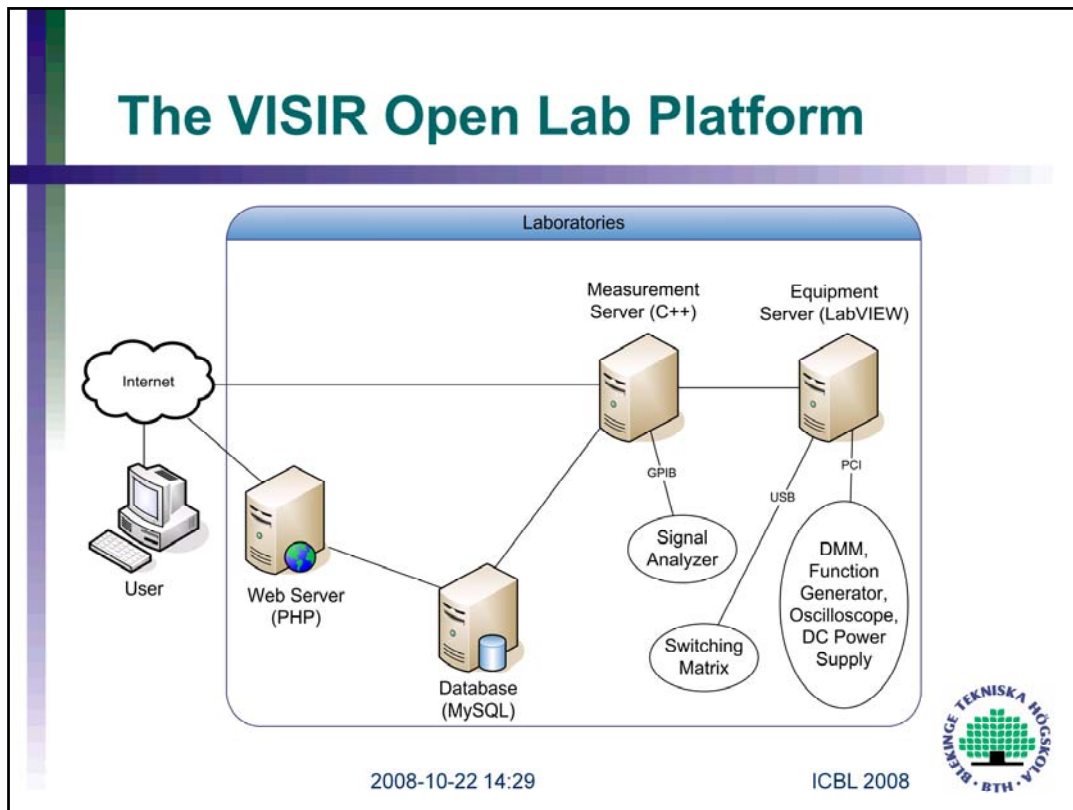 The VISIR Open Lab Platform
Laboratories
Measurement
Server (C++)
Equipment
Server (LabVIEW)
Internet
GPIB
USB
PCI
User
Web Server
(PHP)
Database
(MySQL)
Signal
Analyzer
Switching
Matrix
DMM,
Function
Generator,
Oscilloscope,
DC Power
Supply
BLEKINGE TEKNISKA HÖGSKOLA
· BTH ·
2008-10-22 14:29
ICBL 2008